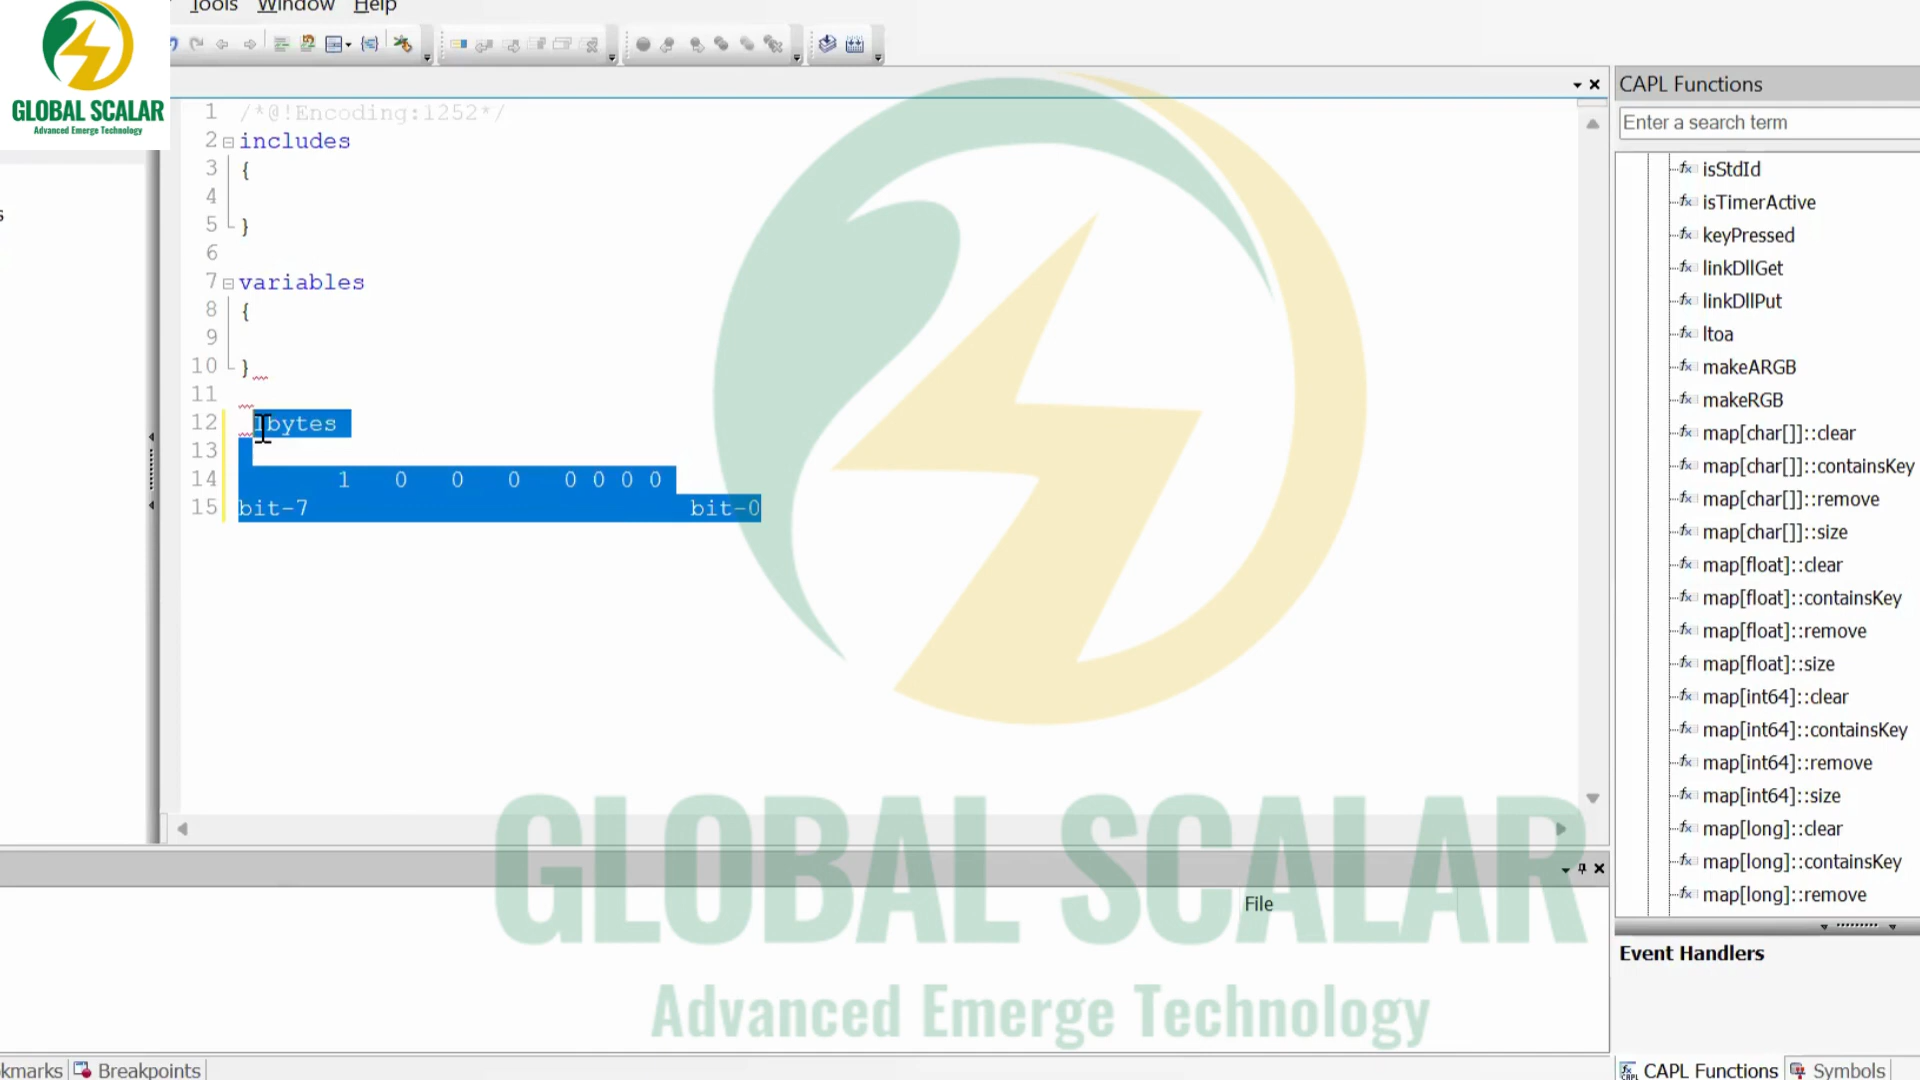 Tools Window Help
GLOBAL SCALAR
Advanced Emerge Technology
1 /*@!Encoding:1252*/
2 includes
3 {
4
5 }
6
7 variables
8 {
9
10 }
11
12 1bytes
13
14 1 0 0 0 0 0 0 0
15 bit-7 bit-0
CAPL Functions
Enter a search term
isStdId
isTimerActive
keyPressed
linkDllGet
linkDllPut
ltoa
makeARGB
makeRGB
map[char[]]::clear
map[char[]]::containsKey
map[char[]]::remove
map[char[]]::size
map[float]::clear
map[float]::containsKey
map[float]::remove
map[float]::size
map[int64]::clear
map[int64]::containsKey
map[int64]::remove
map[int64]::size
map[long]::clear
map[long]::containsKey
map[long]::remove
Event Handlers
GLOBAL SCALAR
Advanced Emerge Technology
File
kmarks Breakpoints
CAPL Functions Symbols